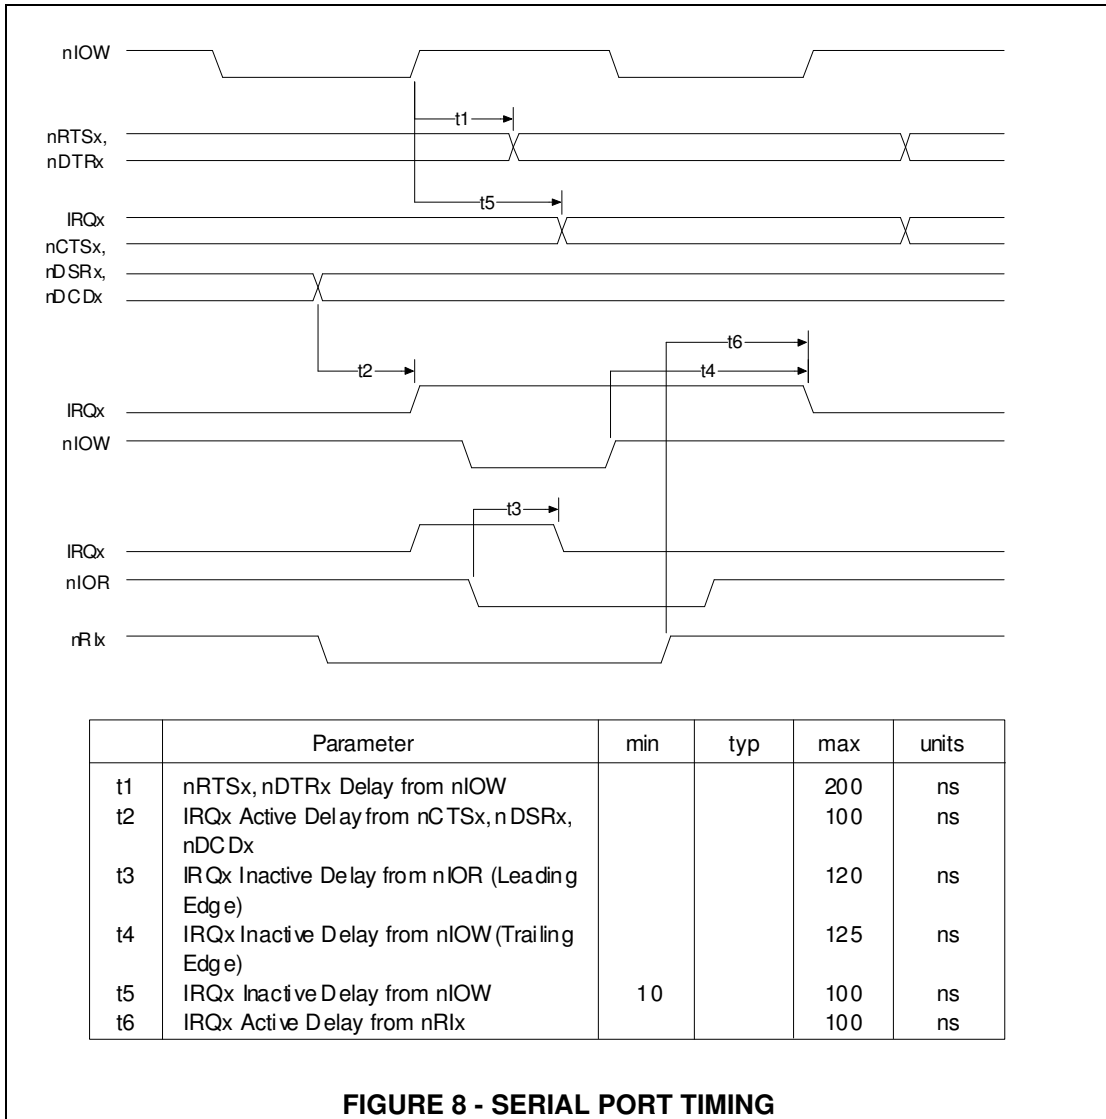 nIOW
t1
nRTSx,
nDTRx
t5
IRQx
nCTSx,
nDSRx,
nDCDx
t6
t2
t4
IRQx
nIOW
t3
IRQx
nIOR
nRIx
Parameter min typ max units
t1 nRTSx, nDTRx Delay from nIOW 200 ns
t2 IRQx Active Delay from nCTSx, nDSRx, 100 ns
nDCDx
t3 IRQx Inactive Delay from nIOR (Leading 120 ns
Edge)
t4 IRQx Inactive Delay from nIOW (Trailing 125 ns
Edge)
t5 IRQx Inactive Delay from nIOW 10 100 ns
t6 IRQx Active Delay from nRIx 100 ns
FIGURE 8 - SERIAL PORT TIMING